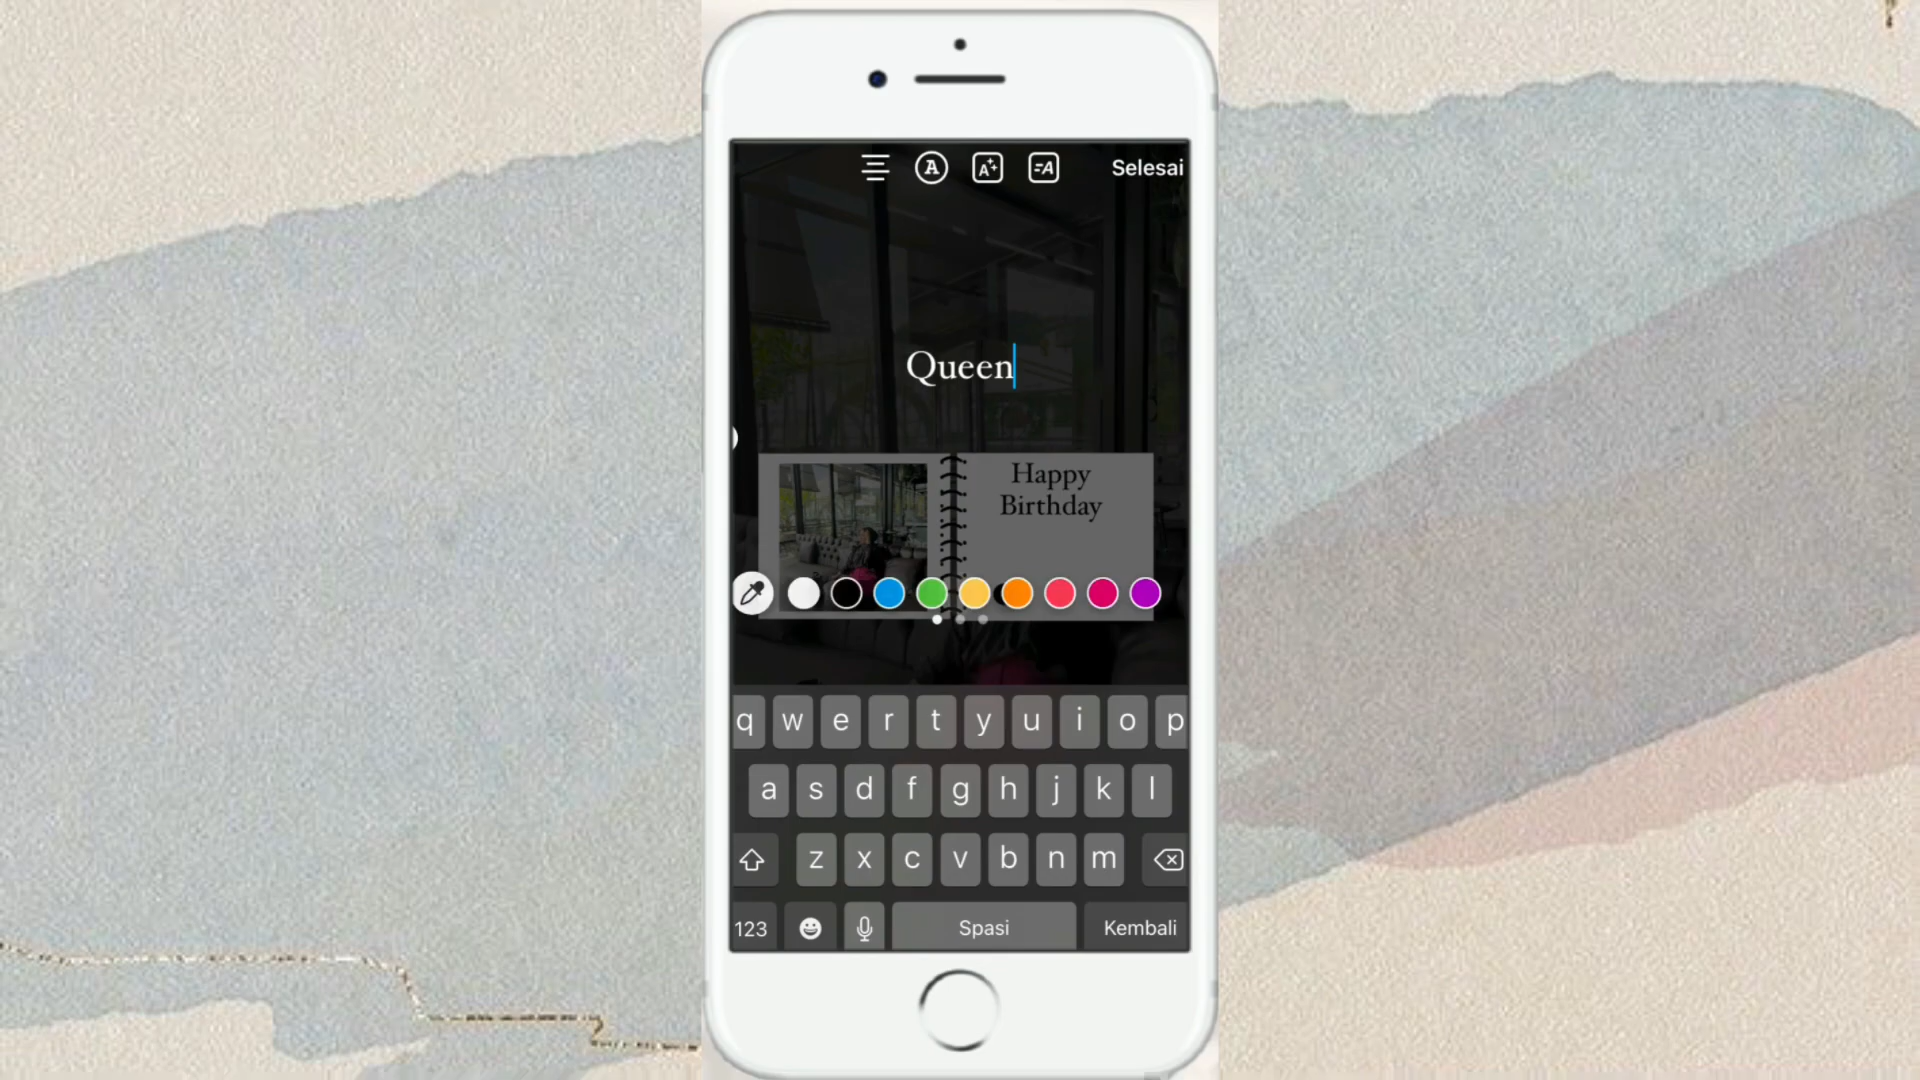 Selesai
Queen
Happy
Birthday
q w e r t y u i o p
a s d f g h j k l
z x c v b n m
123 Spasi Kembali